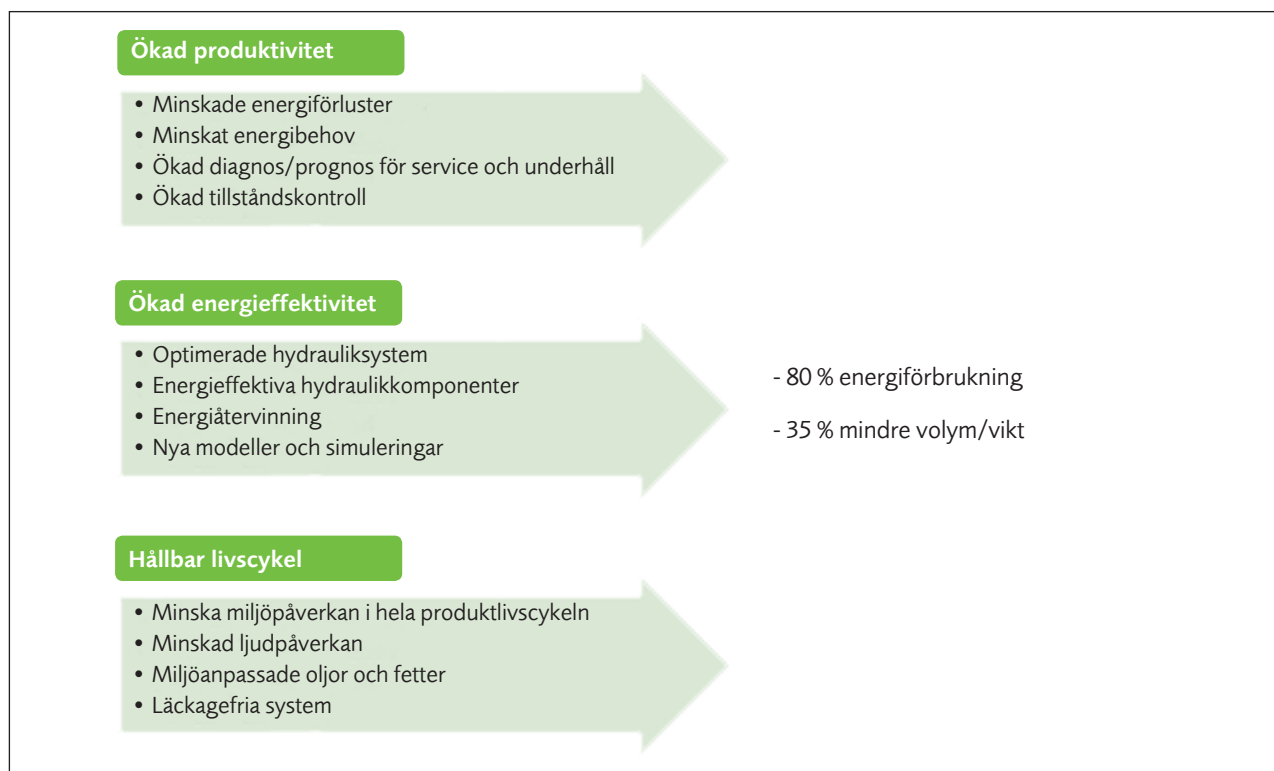 Ökad produktivitet
• Minskade energiförluster
• Minskat energibehov
• Ökad diagnos/prognos för service och underhåll
• Ökad tillståndskontroll
Ökad energieffektivitet
• Optimerade hydrauliksystem
• Energieffektiva hydraulikkomponenter
• Energiåtervinning
• Nya modeller och simuleringar
- 80 % energiförbrukning
- 35 % mindre volym/vikt
Hållbar livscykel
• Minska miljöpåverkan i hela produktlivscykeln
• Minskad ljudpåverkan
• Miljöanpassade oljor och fetter
• Läckagefria system